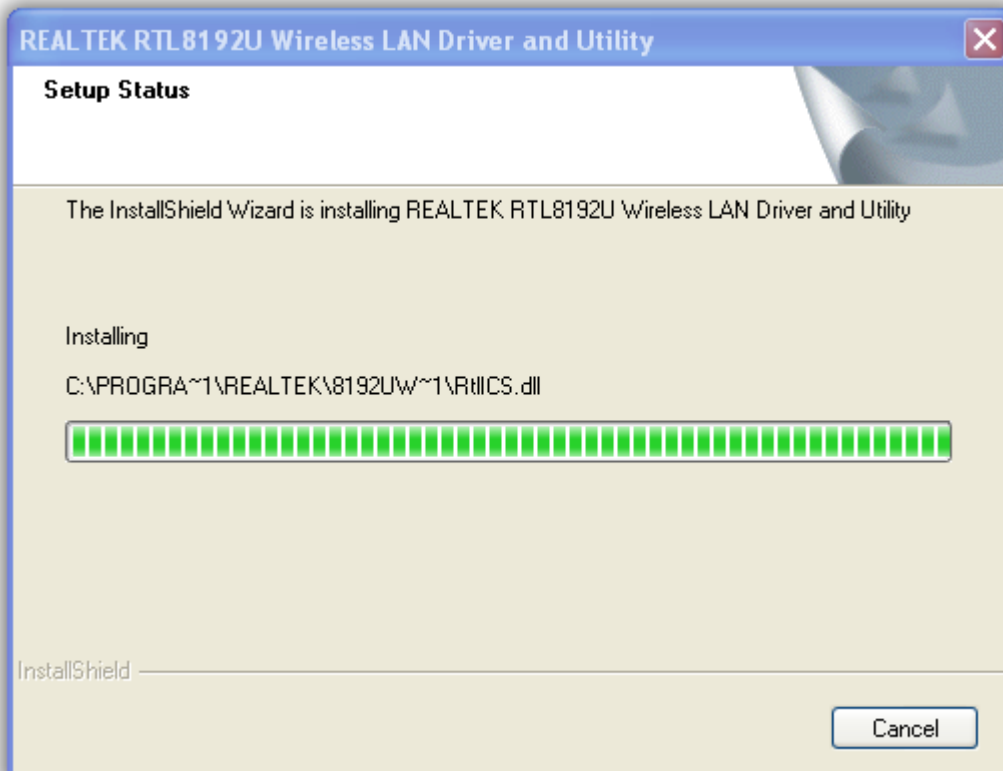 REALTEK RTL8192U Wireless LAN Driver and Utility
Setup Status
The InstallShield Wizard is installing REALTEK RTL8192U Wireless LAN Driver and Utility
Installing
C:\PROGRA~1\REALTEK\8192UW~1\RtlICS.dll
InstallShield
Cancel